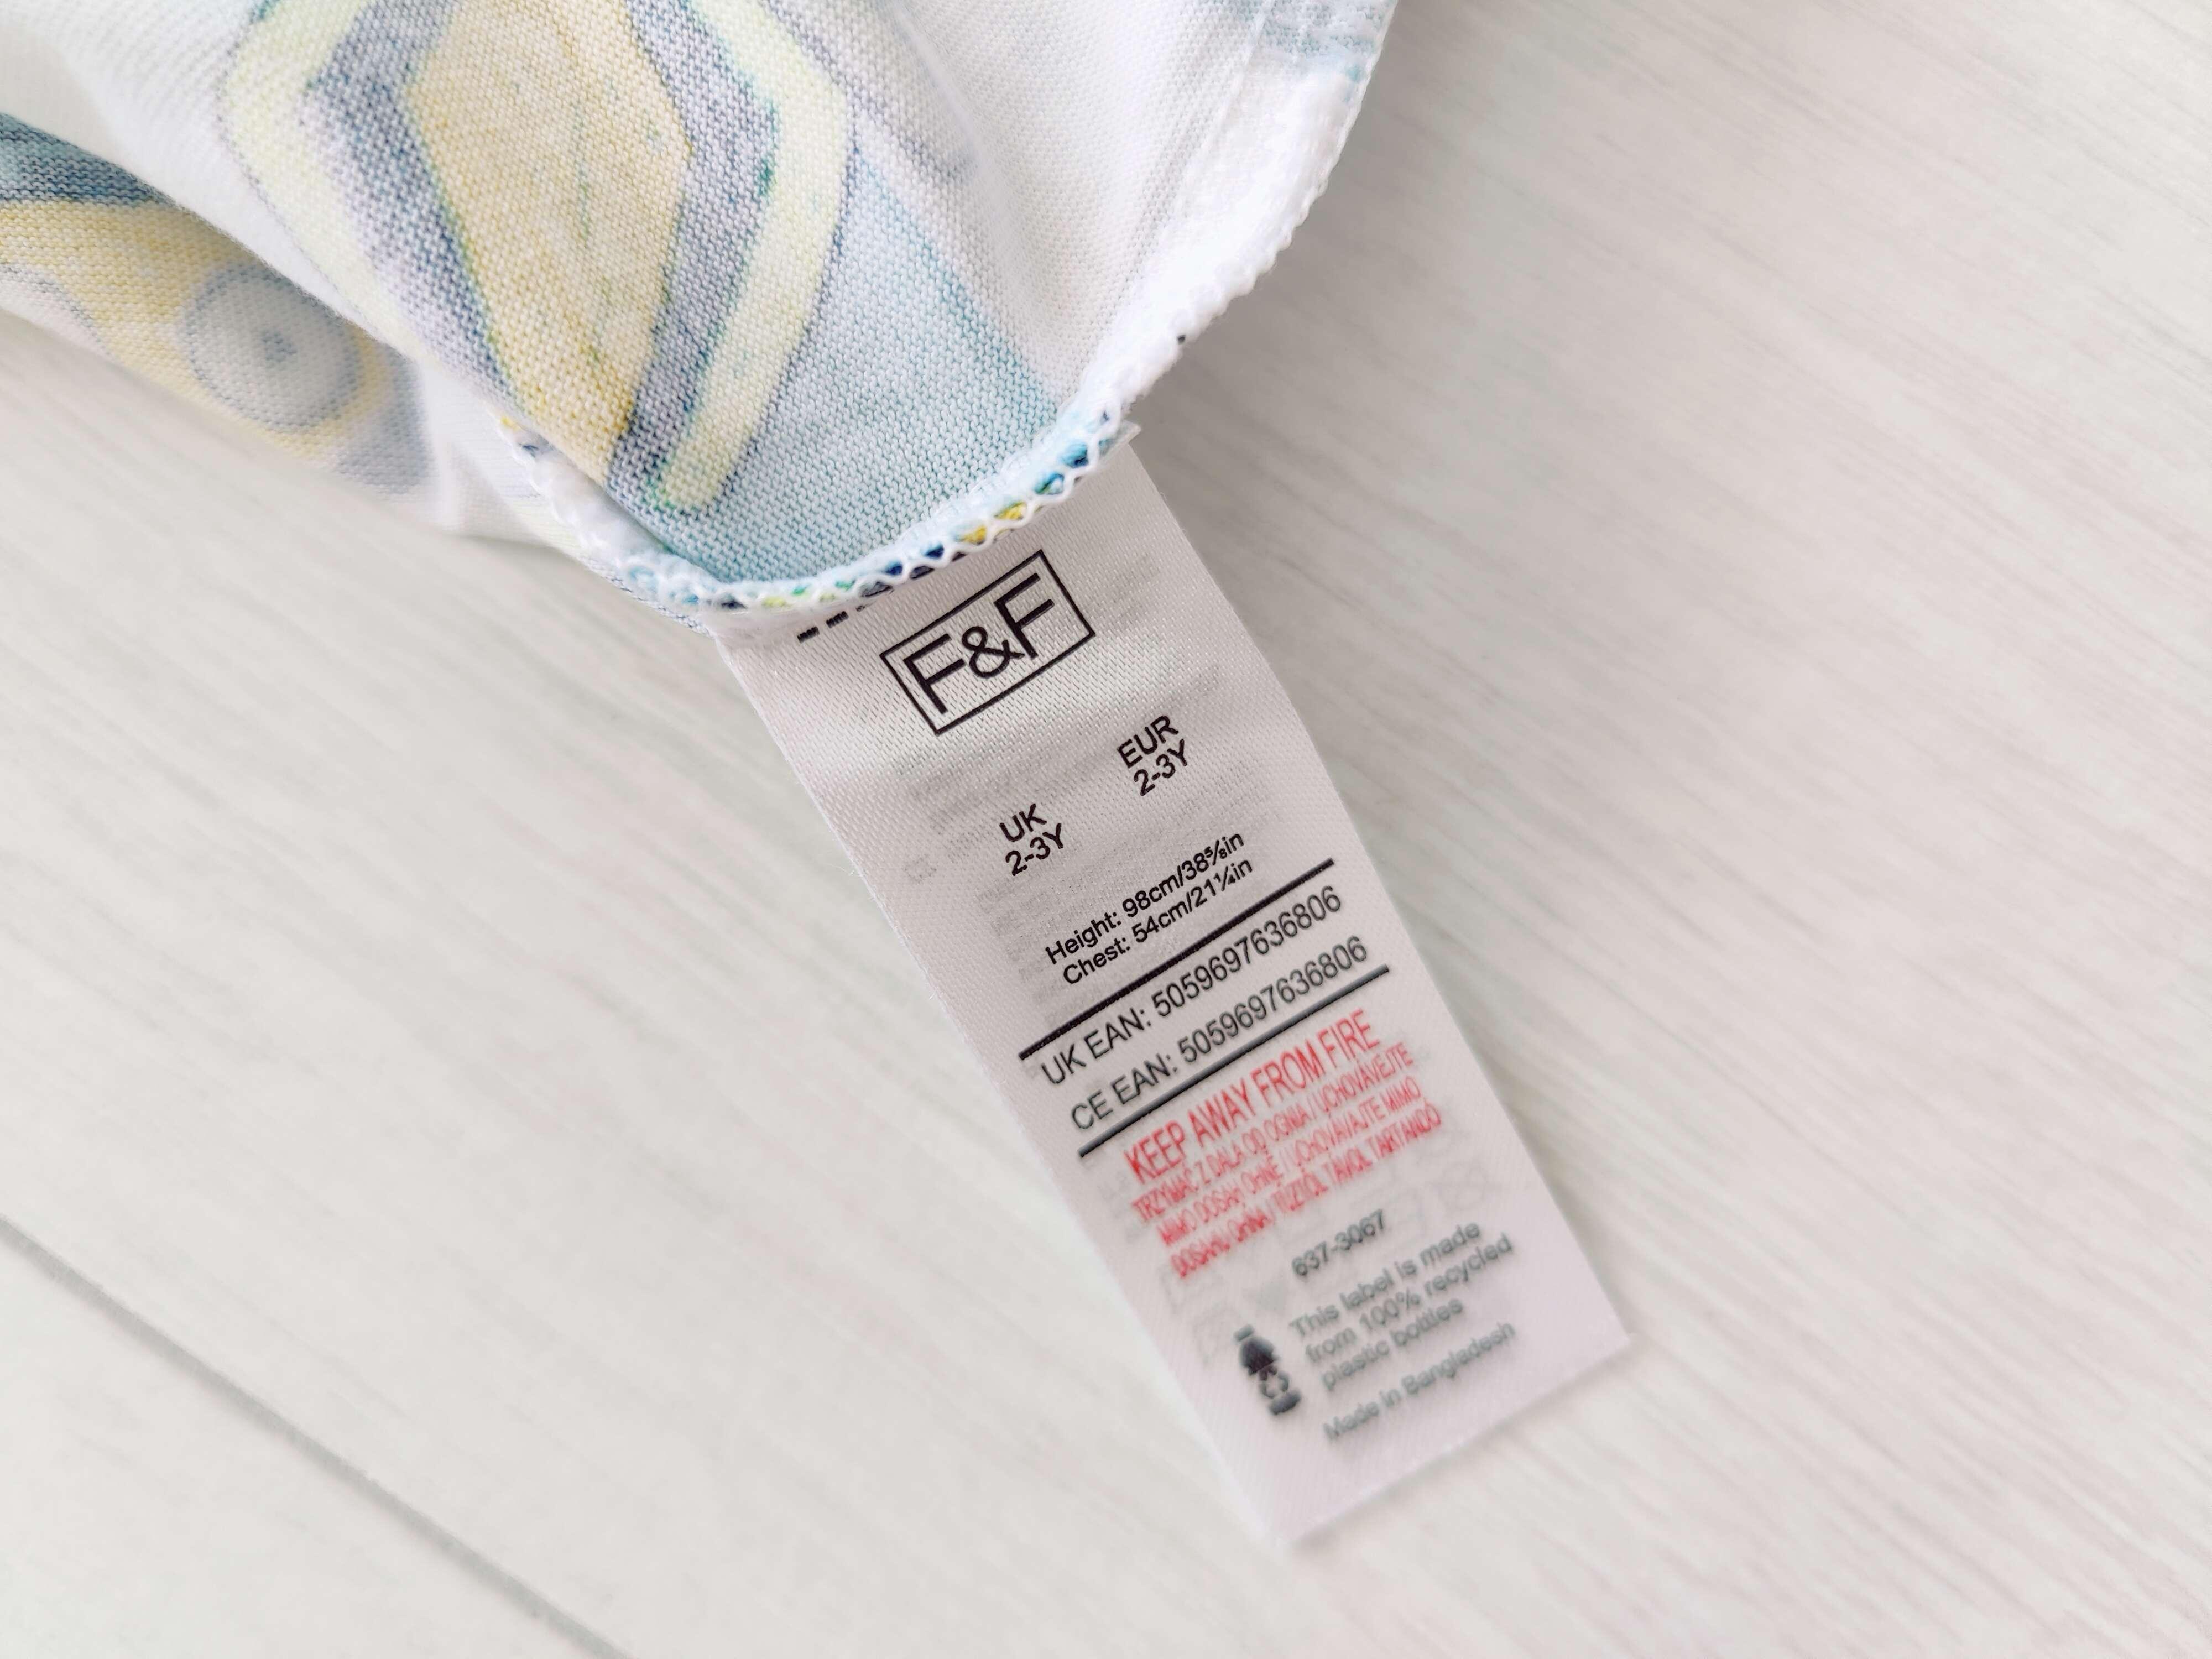 F&F
UK EUR
2-3Y 2-3Y
Height: 98cm/38⅝in
Chest: 54cm/21¼in
UK EAN: 5059697636806
CE EAN: 5059697636806
KEEP AWAY FROM FIRE
TRZYMAĆ Z DALA OD OGNIA / UCHOVÁVEJTE
MIMO DOSAH OHNĚ / UCHOVÁVAJTE MIMO
DOSAHU OHŇA / TŰZTŐL TÁVOL TARTANDÓ
637-3067
This label is made
from 100% recycled
plastic bottles
Made in Bangladesh